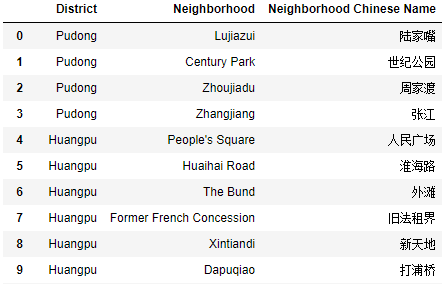 District Neighborhood Neighborhood Chinese Name
0 Pudong Lujiazui 陆家嘴
1 Pudong Century Park 世纪公园
2 Pudong Zhoujiadu 周家渡
3 Pudong Zhangjiang 张江
4 Huangpu People's Square 人民广场
5 Huangpu Huaihai Road 淮海路
6 Huangpu The Bund 外滩
7 Huangpu Former French Concession 旧法租界
8 Huangpu Xintiandi 新天地
9 Huangpu Dapuqiao 打浦桥